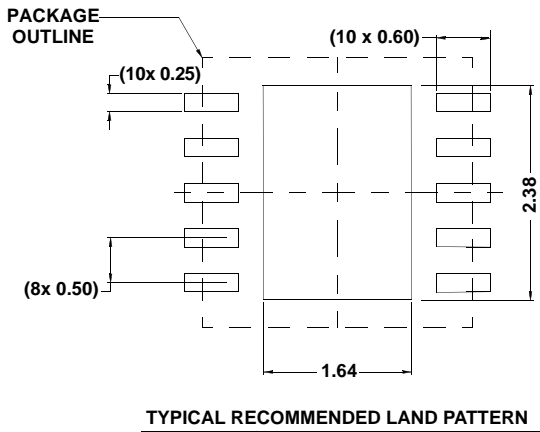 PACKAGE
OUTLINE
(10 x 0.60)
(10x 0.25)
2.38
(8x 0.50)
1.64
TYPICAL RECOMMENDED LAND PATTERN